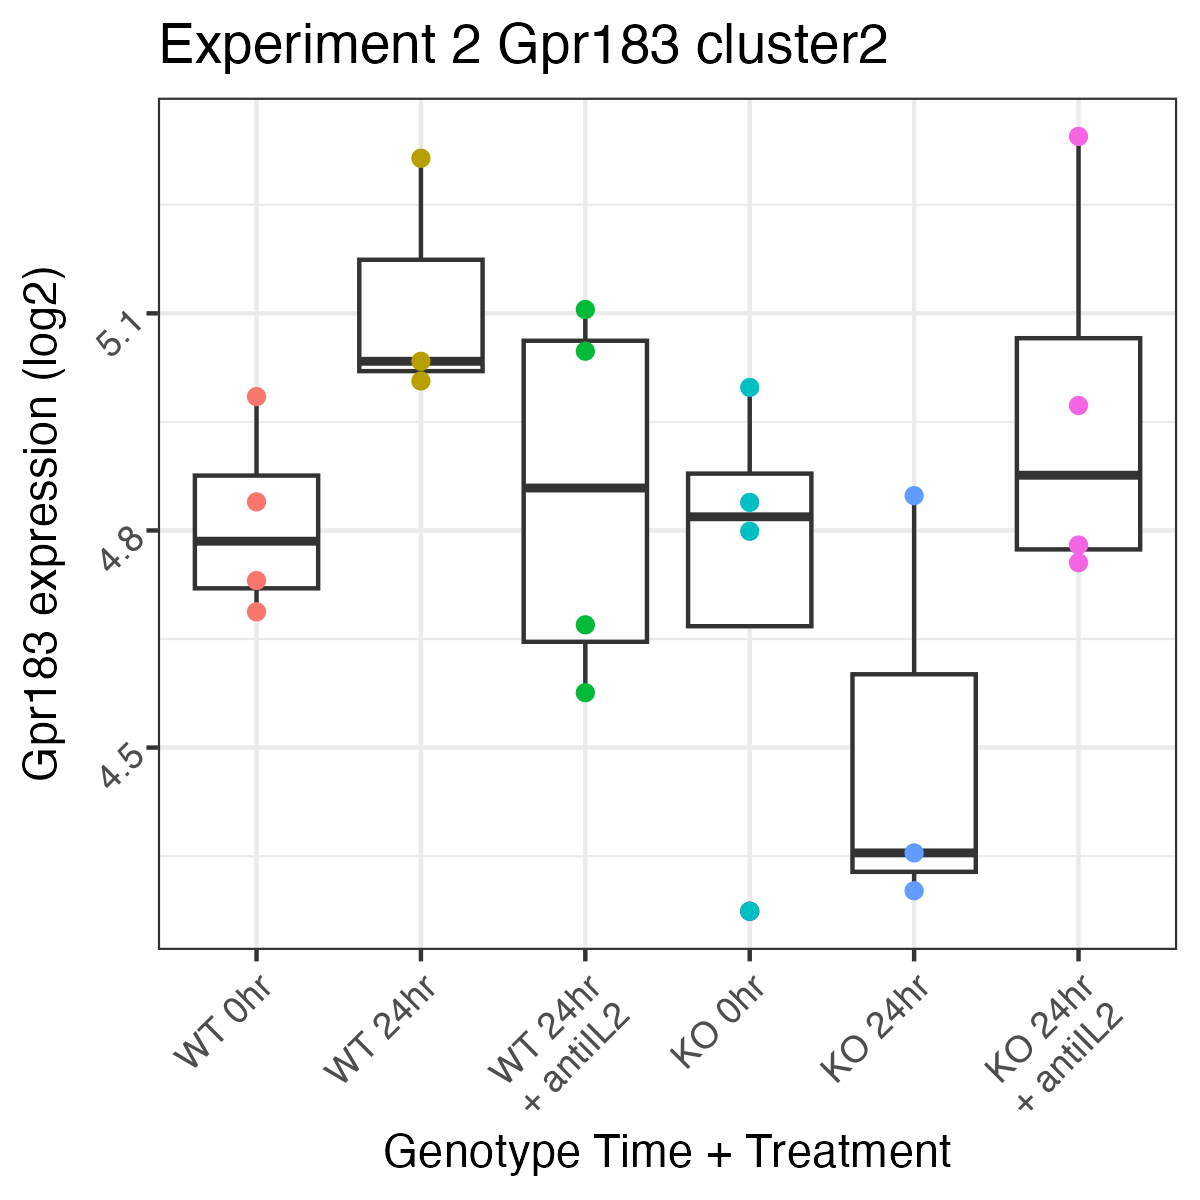 Experiment 2 Gpr183 cluster2
Gpr183 expression (log2)
5.1
4.8
4.5
WT 0hr
WT 24hr
WT 24hr
+ antiIL2
KO 0hr
KO 24hr
KO 24hr
+ antiIL2
Genotype Time + Treatment